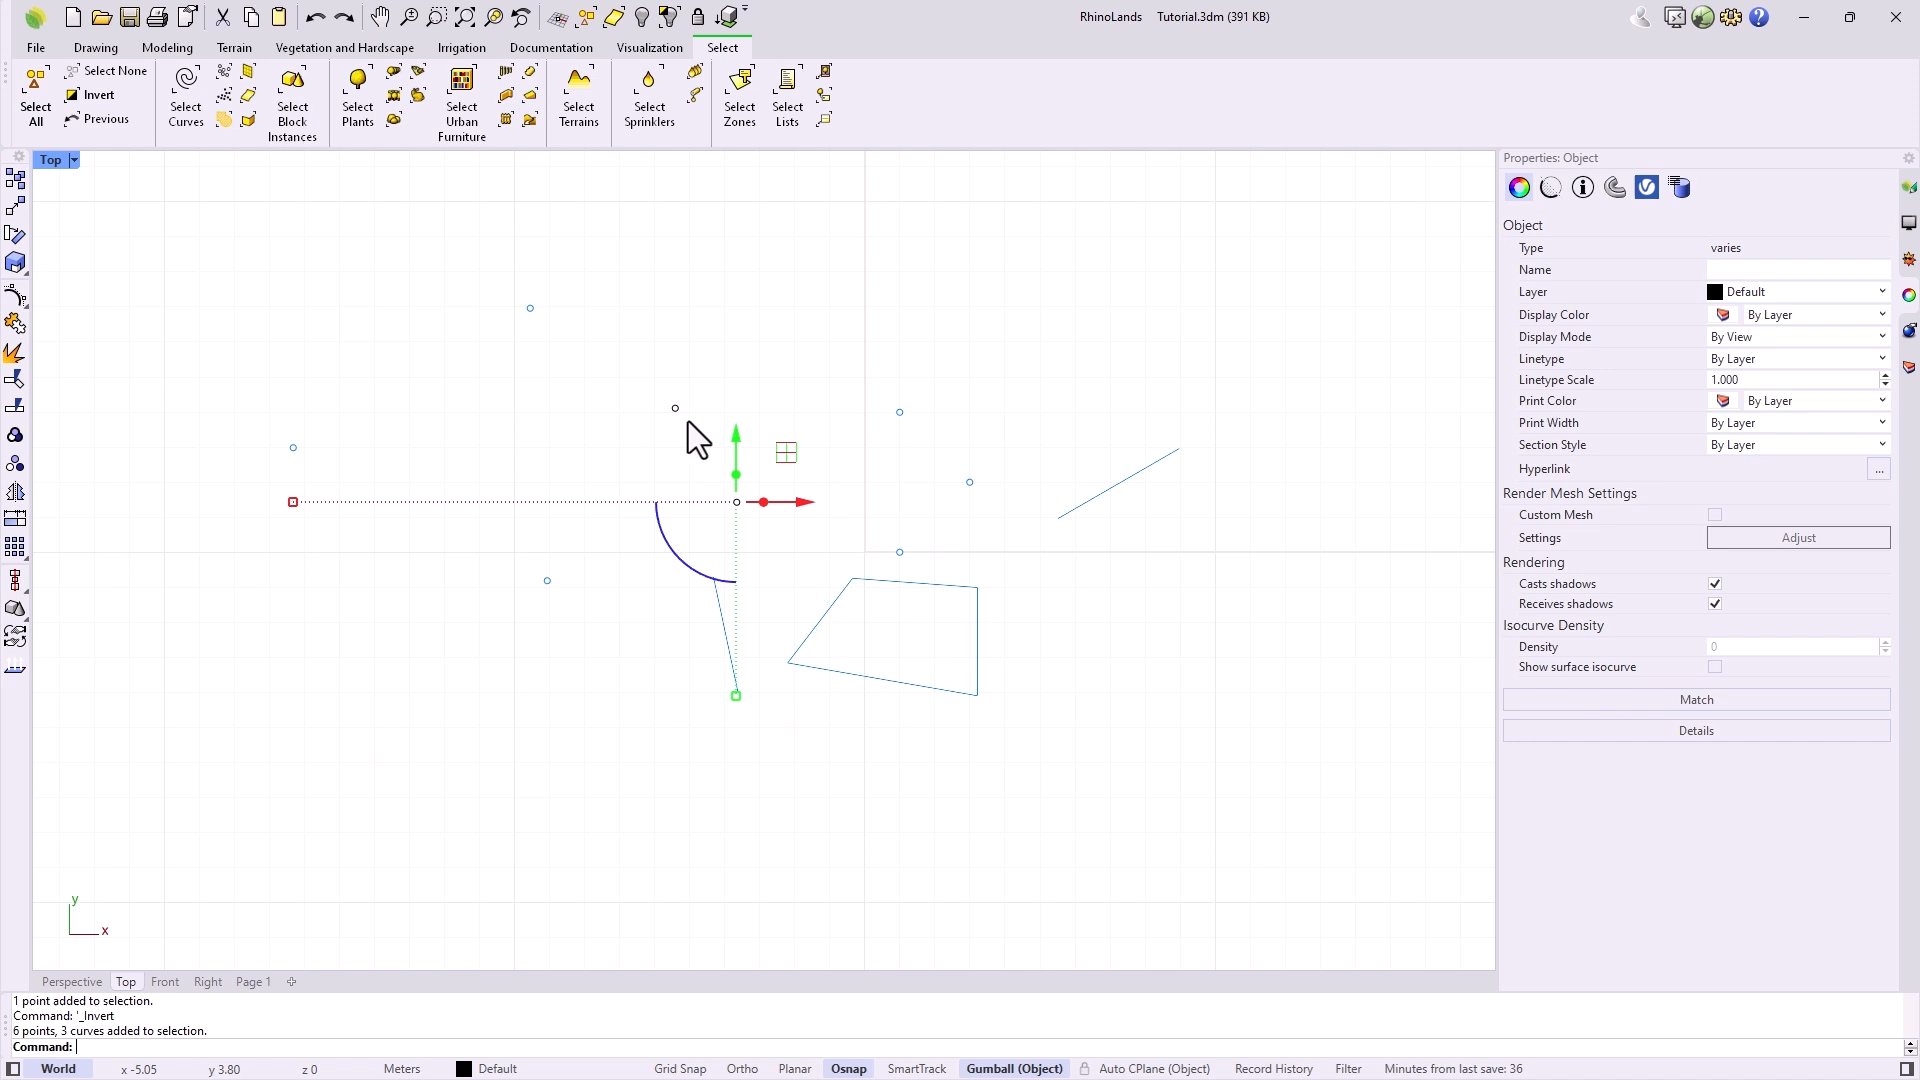 RhinoLands
Tutorial.3dm (391 KB)
File
Drawing
Modeling
Terrain
Vegetation and Hardscape
Irrigation
Documentation
Visualization
Select
Select
All
Select None
Invert
Previous
Select
Curves
Select
Block
Instances
Select
Plants
Select
Urban
Furniture
Select
Terrains
Select
Sprinklers
Select
Zones
Select
Lists
Top
Properties: Object
Object
Type varies
Name
Layer Default
Display Color By Layer
Display Mode By View
Linetype By Layer
Linetype Scale 1.000
Print Color By Layer
Print Width By Layer
Section Style By Layer
Hyperlink ...
Render Mesh Settings
Custom Mesh
Settings Adjust
Rendering
Casts shadows
Receives shadows
Isocurve Density
Density 0
Show surface isocurve
Match
Details
y
x
Perspective Top Front Right Page 1
1 point added to selection.
Command: '_Invert
6 points, 3 curves added to selection.
Command:
World x -5.05 y 3.80 z 0 Meters Default Grid Snap Ortho Planar Osnap SmartTrack Gumball (Object) Auto CPlane (Object) Record History Filter Minutes from last save: 36